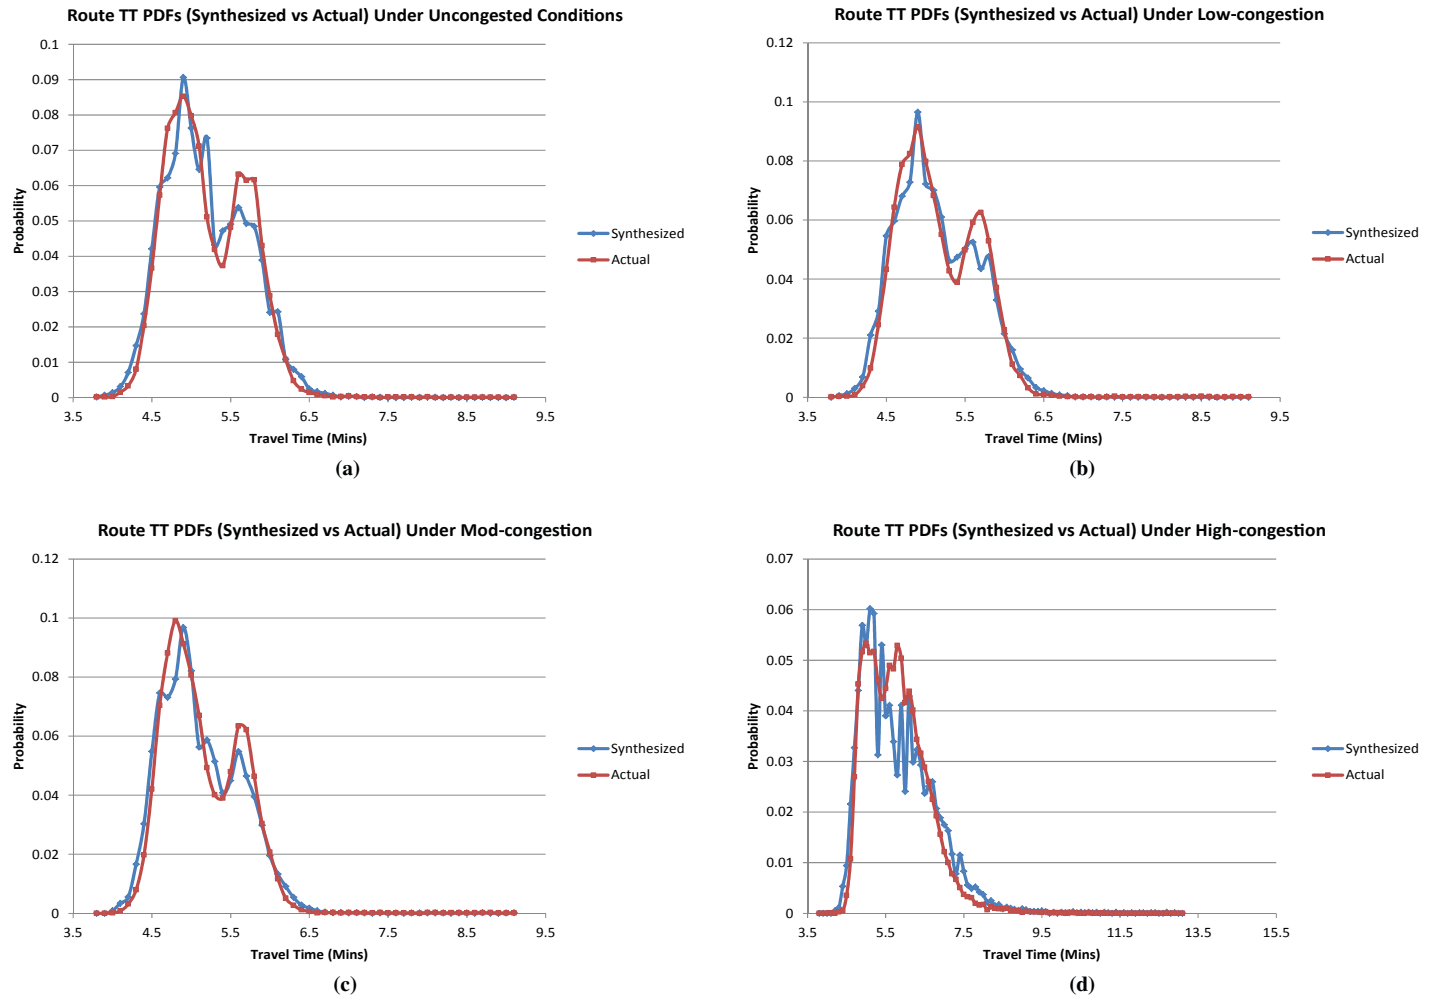 Route TT PDFs (Synthesized vs Actual) Under Uncongested Conditions
0.1
0.09
0.08
0.07
0.06
0.05
0.04
0.03
0.02
0.01
0
Probability
3.5 4.5 5.5 6.5 7.5 8.5 9.5
Travel Time (Mins)
Synthesized
Actual
(a)
Route TT PDFs (Synthesized vs Actual) Under Low-congestion
0.12
0.1
0.08
0.06
0.04
0.02
0
Probability
3.5 4.5 5.5 6.5 7.5 8.5 9.5
Travel Time (Mins)
Synthesized
Actual
(b)
Route TT PDFs (Synthesized vs Actual) Under Mod-congestion
0.12
0.1
0.08
0.06
0.04
0.02
0
Probability
3.5 4.5 5.5 6.5 7.5 8.5 9.5
Travel Time (Mins)
Synthesized
Actual
(c)
Route TT PDFs (Synthesized vs Actual) Under High-congestion
0.07
0.06
0.05
0.04
0.03
0.02
0.01
0
Probability
3.5 5.5 7.5 9.5 11.5 13.5 15.5
Travel Time (Mins)
Synthesized
Actual
(d)